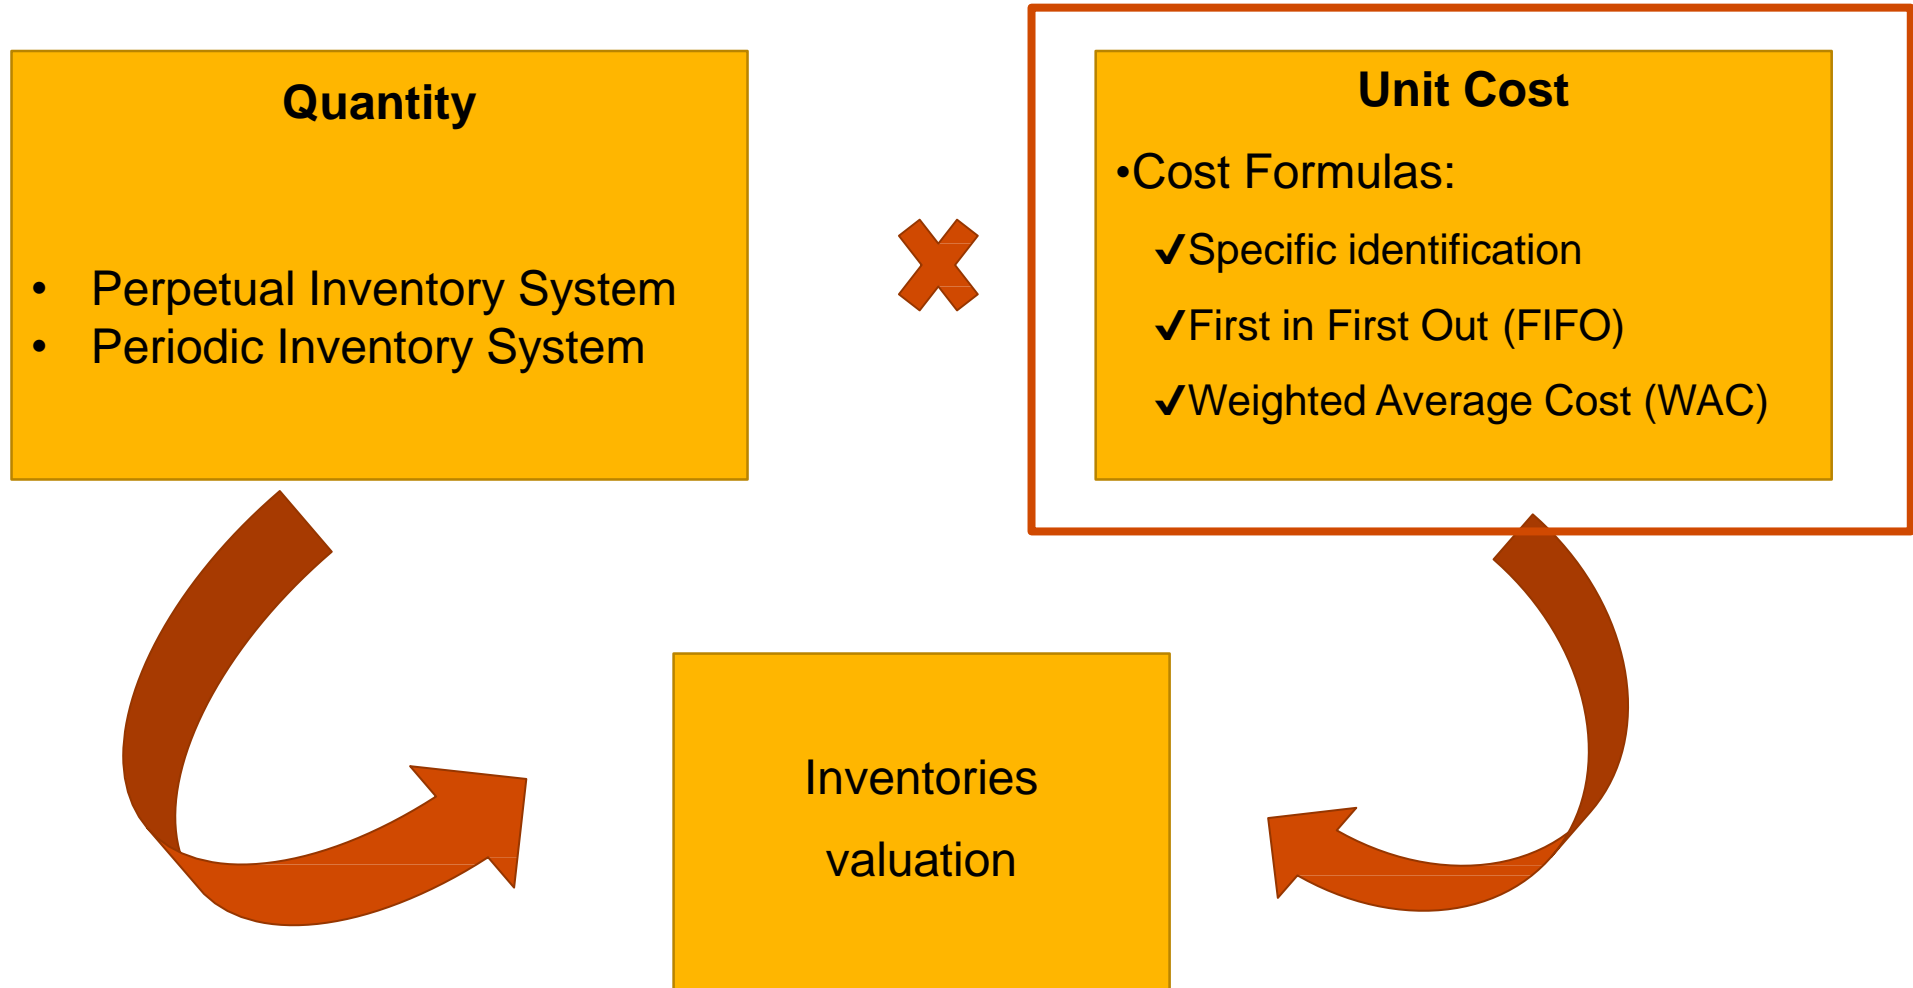 Quantity
• Perpetual Inventory System
• Periodic Inventory System
Unit Cost
•Cost Formulas:
✓Specific identification
✓First in First Out (FIFO)
✓Weighted Average Cost (WAC)
Inventories
valuation